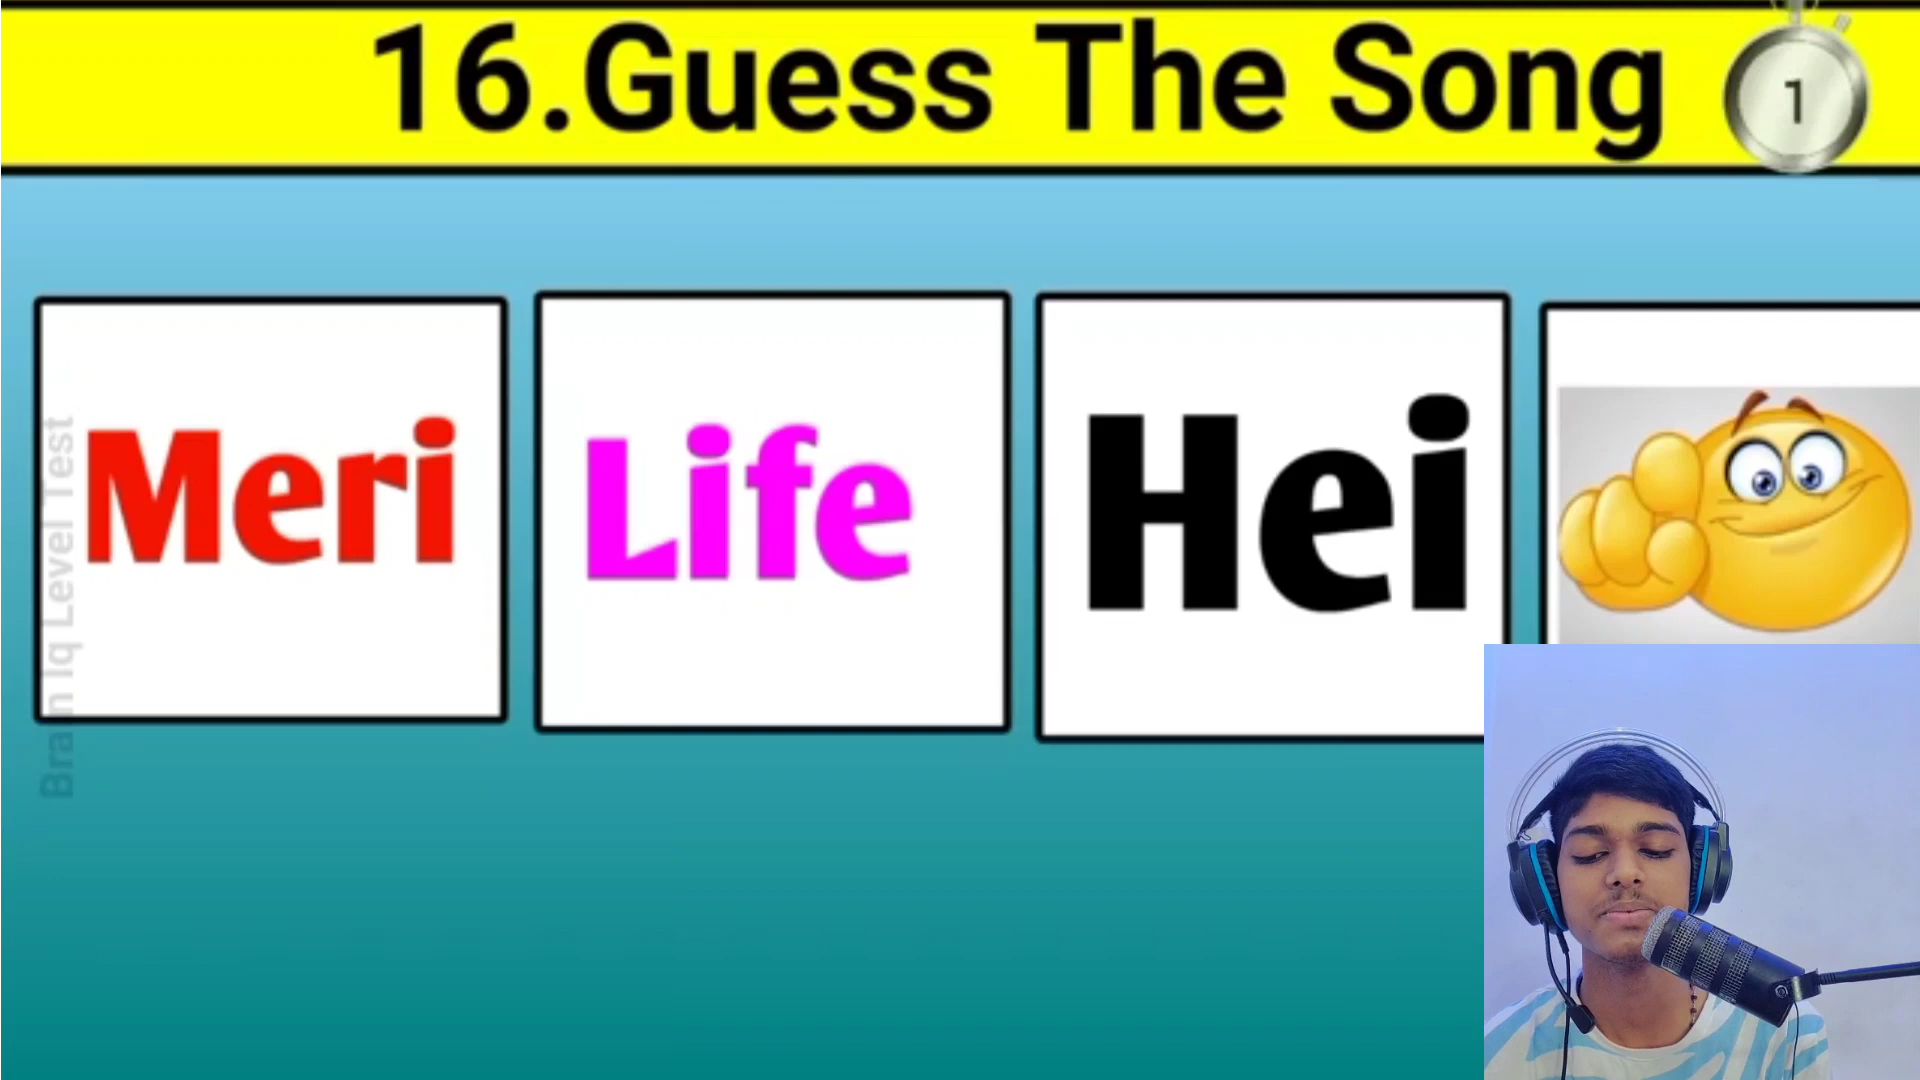 16.Guess The Song
1
Meri
Life
Hei
Brain Iq Level Test